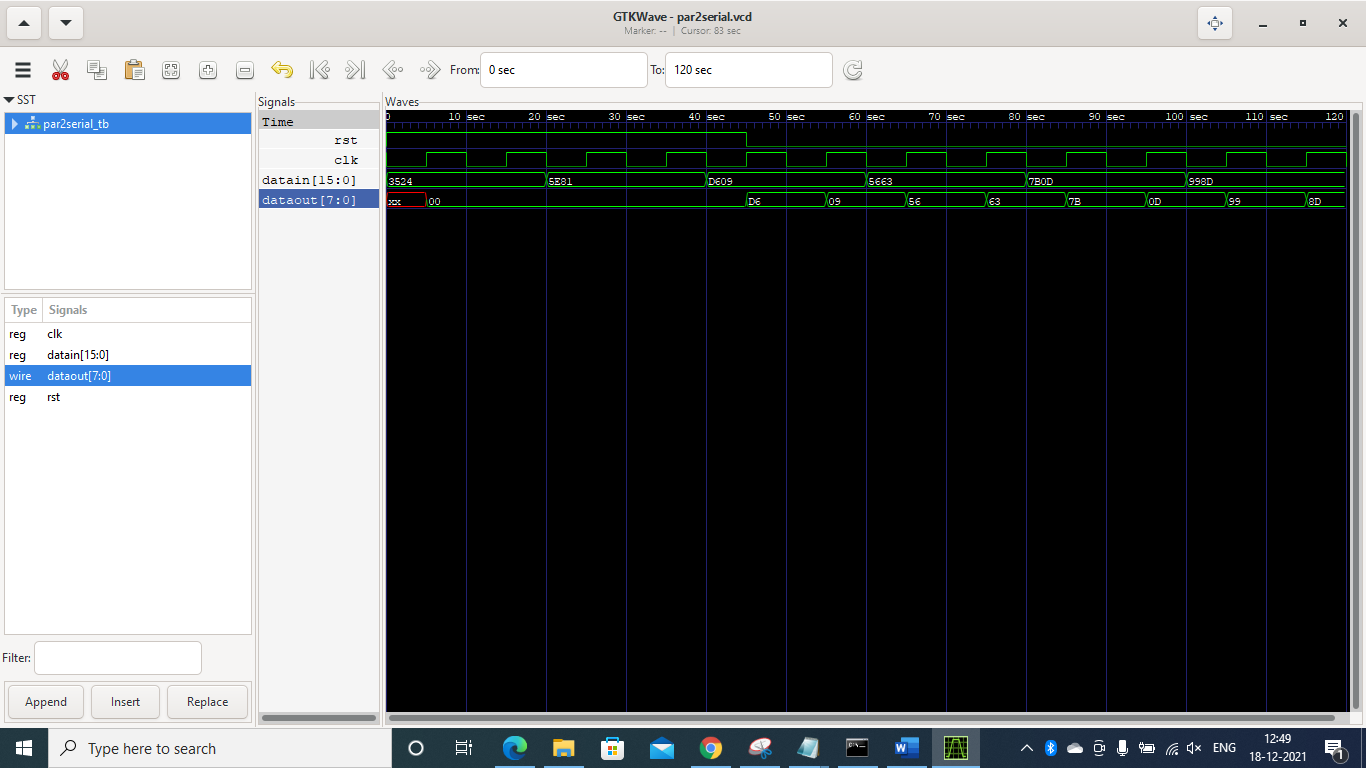 GTKWave - par2serial.vcd
Marker: -- | Cursor: 83 sec
From: 0 sec To: 120 sec
SST
par2serial_tb
Type Signals
reg clk
reg datain[15:0]
wire dataout[7:0]
reg rst
Filter:
Append Insert Replace
Signals
Time
rst
clk
datain[15:0]
dataout[7:0]
Waves
0 10 sec 20 sec 30 sec 40 sec 50 sec 60 sec 70 sec 80 sec 90 sec 100 sec 110 sec 120
3524 5E81 D609 5663 7B0D 998D
xx 00 D6 09 56 63 7B 0D 99 8D
Type here to search
ENG
12:49
18-12-2021
1